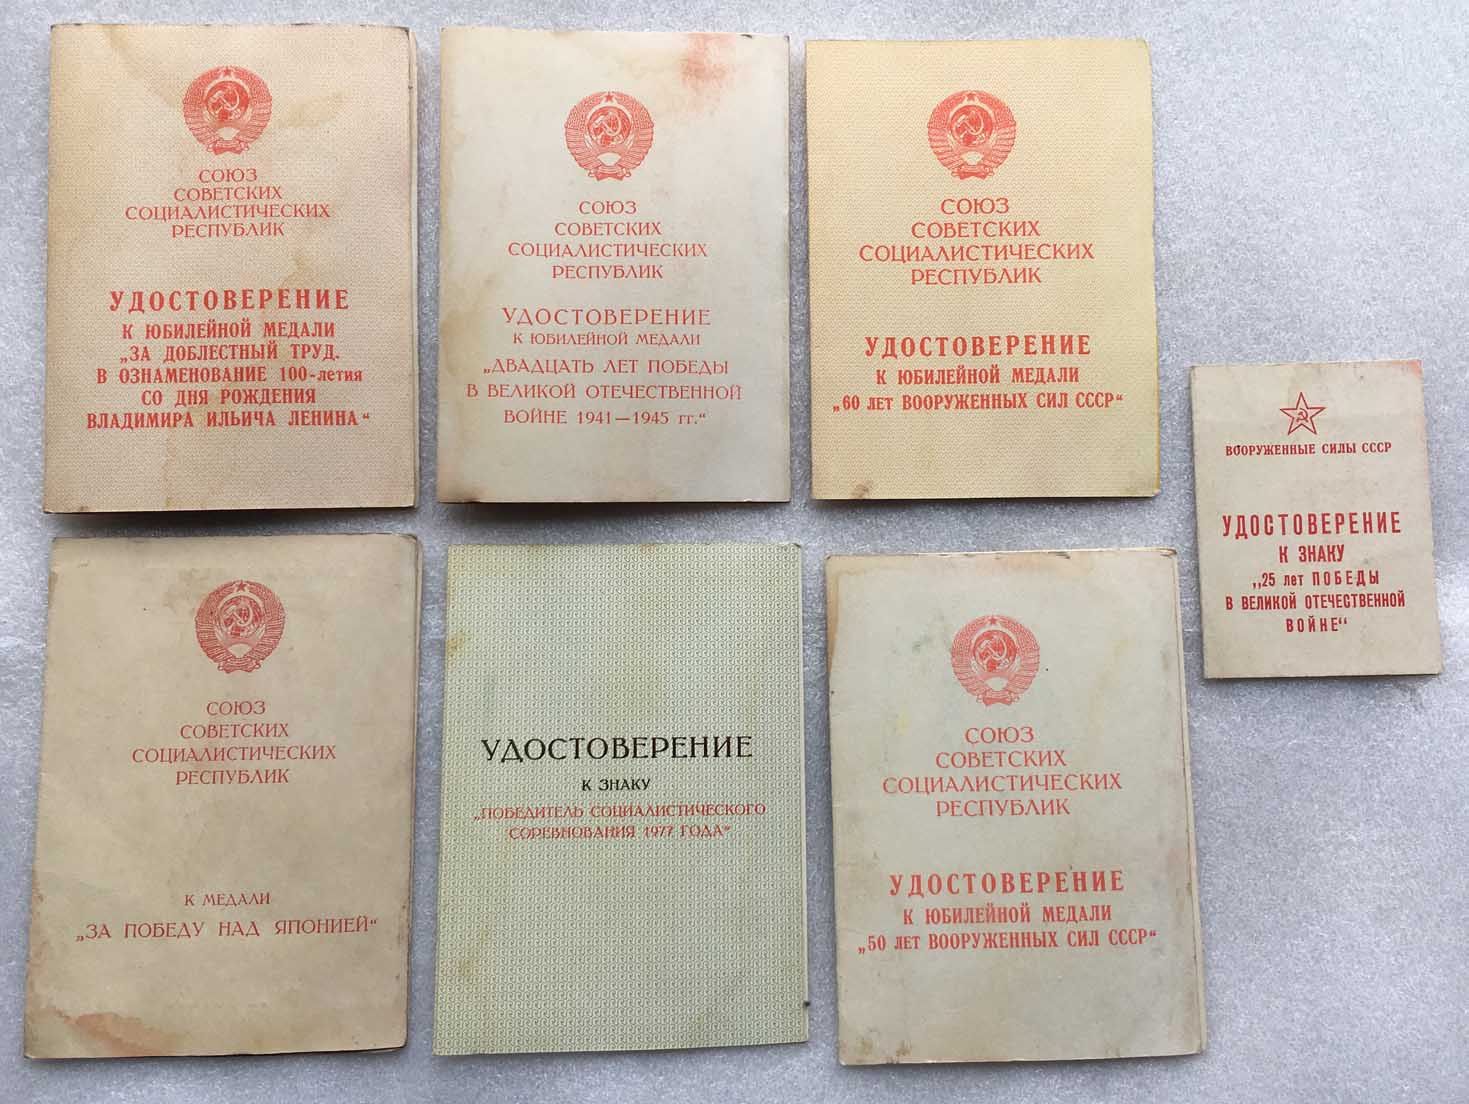 СОЮЗ
СОВЕТСКИХ
СОЦИАЛИСТИЧЕСКИХ
РЕСПУБЛИК
УДОСТОВЕРЕНИЕ
К ЮБИЛЕЙНОЙ МЕДАЛИ
„ЗА ДОБЛЕСТНЫЙ ТРУД.
В ОЗНАМЕНОВАНИЕ 100-летия
СО ДНЯ РОЖДЕНИЯ
ВЛАДИМИРА ИЛЬИЧА ЛЕНИНА“
СОЮЗ
СОВЕТСКИХ
СОЦИАЛИСТИЧЕСКИХ
РЕСПУБЛИК
УДОСТОВЕРЕНИЕ
К ЮБИЛЕЙНОЙ МЕДАЛИ
„ДВАДЦАТЬ ЛЕТ ПОБЕДЫ
В ВЕЛИКОЙ ОТЕЧЕСТВЕННОЙ
ВОЙНЕ 1941—1945 гг.“
СОЮЗ
СОВЕТСКИХ
СОЦИАЛИСТИЧЕСКИХ
РЕСПУБЛИК
УДОСТОВЕРЕНИЕ
К ЮБИЛЕЙНОЙ МЕДАЛИ
„60 ЛЕТ ВООРУЖЕННЫХ СИЛ СССР“
ВООРУЖЕННЫЕ СИЛЫ СССР
УДОСТОВЕРЕНИЕ
К ЗНАКУ
„25 лет ПОБЕДЫ
В ВЕЛИКОЙ ОТЕЧЕСТВЕННОЙ
ВОЙНЕ“
СОЮЗ
СОВЕТСКИХ
СОЦИАЛИСТИЧЕСКИХ
РЕСПУБЛИК
К МЕДАЛИ
„ЗА ПОБЕДУ НАД ЯПОНИЕЙ“
УДОСТОВЕРЕНИЕ
К ЗНАКУ
„ПОБЕДИТЕЛЬ СОЦИАЛИСТИЧЕСКОГО
СОРЕВНОВАНИЯ 1977 ГОДА“
СОЮЗ
СОВЕТСКИХ
СОЦИАЛИСТИЧЕСКИХ
РЕСПУБЛИК
УДОСТОВЕРЕНИЕ
К ЮБИЛЕЙНОЙ МЕДАЛИ
„50 ЛЕТ ВООРУЖЕННЫХ СИЛ СССР“